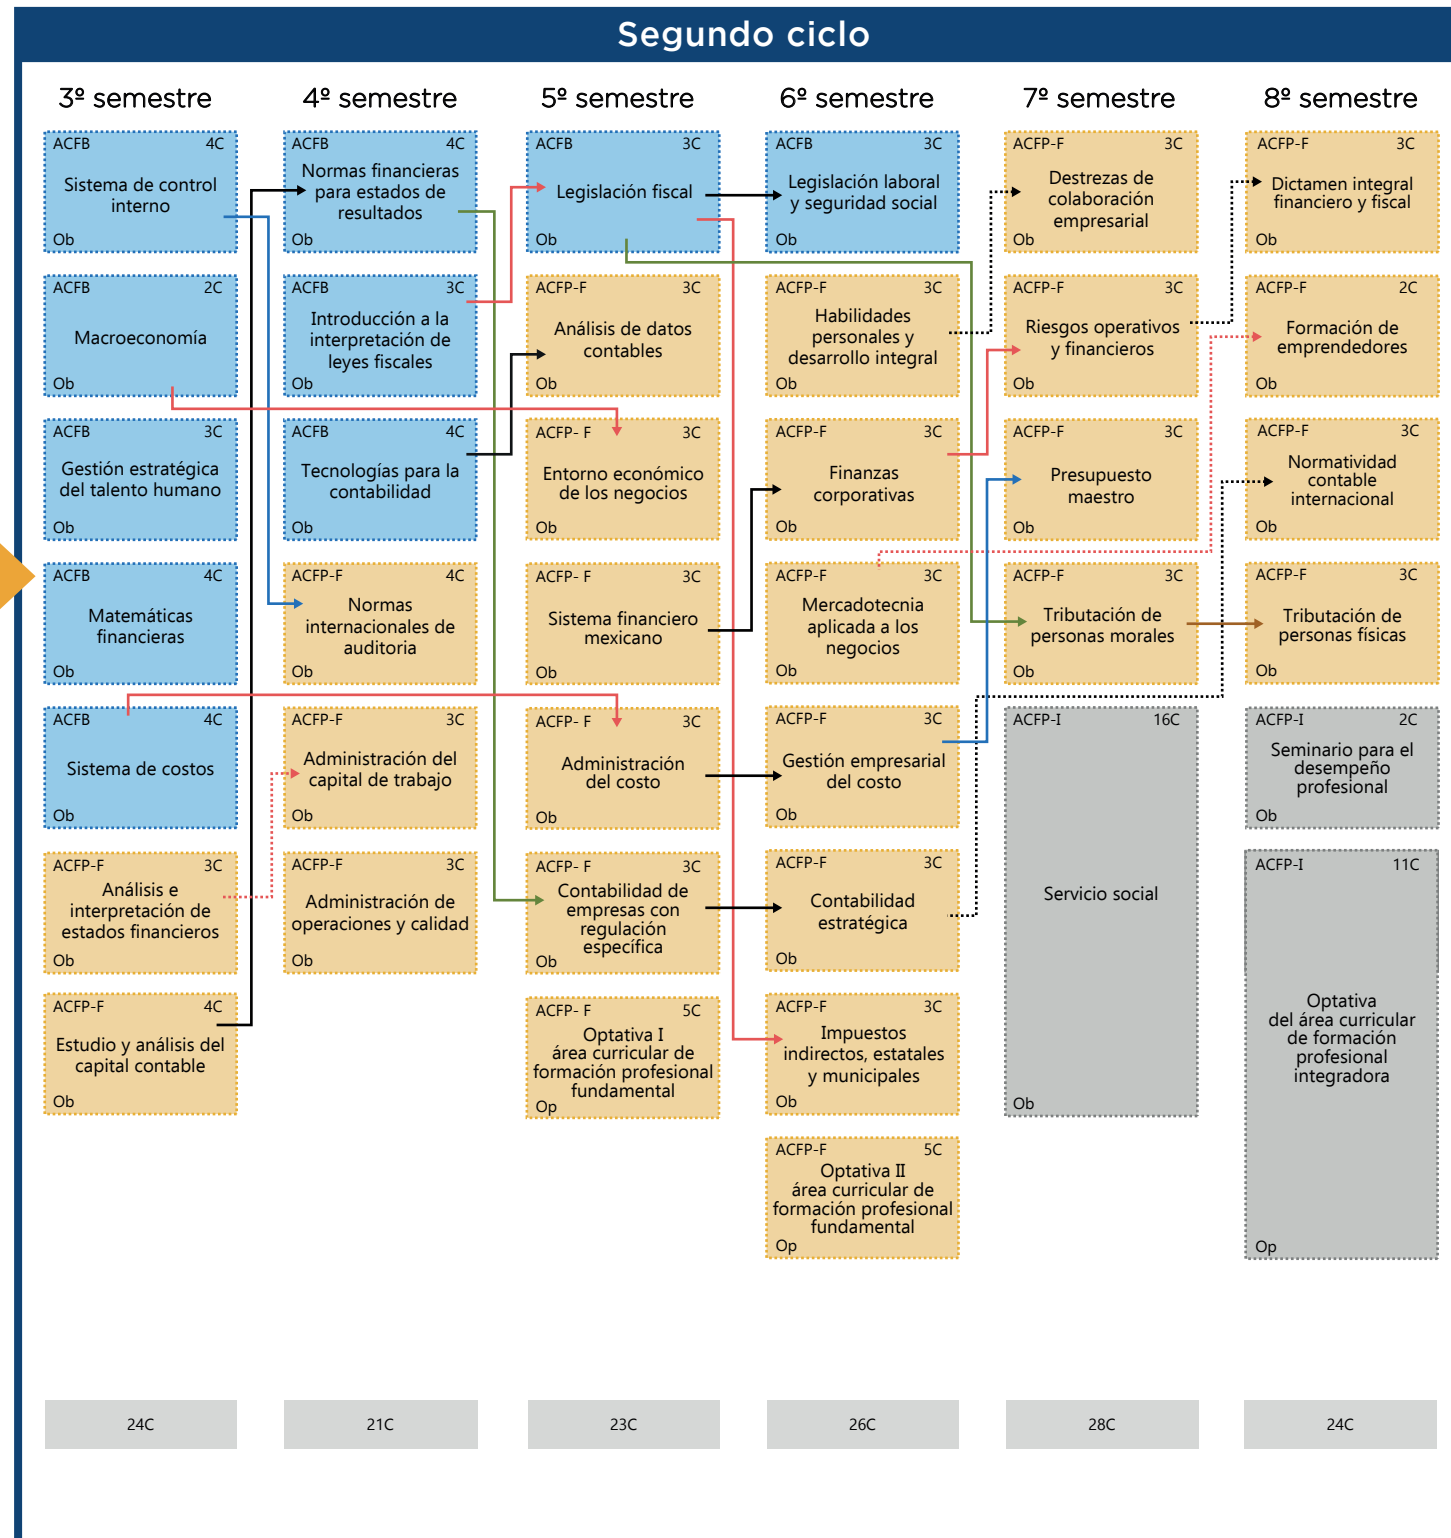 Segundo ciclo
3º semestre
ACFB 4C
Sistema de control
interno
Ob
ACFB 2C
Macroeconomía
Ob
ACFB 3C
Gestión estratégica
del talento humano
Ob
ACFB 4C
Matemáticas
financieras
Ob
ACFB 4C
Sistema de costos
Ob
ACFP-F 3C
Análisis e
interpretación de
estados financieros
Ob
ACFP-F 4C
Estudio y análisis del
capital contable
Ob
24C
4º semestre
ACFB 4C
Normas financieras
para estados de
resultados
Ob
ACFB 3C
Introducción a la
interpretación de
leyes fiscales
Ob
ACFB 4C
Tecnologías para la
contabilidad
Ob
ACFP-F 4C
Normas
internacionales de
auditoria
Ob
ACFP-F 3C
Administración del
capital de trabajo
Ob
ACFP-F 3C
Administración de
operaciones y calidad
Ob
21C
5º semestre
ACFB 3C
Legislación fiscal
Ob
ACFP-F 3C
Análisis de datos
contables
Ob
ACFP- F 3C
Entorno económico
de los negocios
Ob
ACFP- F 3C
Sistema financiero
mexicano
Ob
ACFP- F 3C
Administración
del costo
Ob
ACFP- F 3C
Contabilidad de
empresas con
regulación
específica
Ob
ACFP- F 5C
Optativa I
área curricular de
formación profesional
fundamental
Op
23C
6º semestre
ACFB 3C
Legislación laboral
y seguridad social
Ob
ACFP-F 3C
Habilidades
personales y
desarrollo integral
Ob
ACFP-F 3C
Finanzas
corporativas
Ob
ACFP-F 3C
Mercadotecnia
aplicada a los
negocios
Ob
ACFP-F 3C
Gestión empresarial
del costo
Ob
ACFP-F 3C
Contabilidad
estratégica
Ob
ACFP-F 3C
Impuestos
indirectos, estatales
y municipales
Ob
ACFP-F 5C
Optativa II
área curricular de
formación profesional
fundamental
Op
26C
7º semestre
ACFP-F 3C
Destrezas de
colaboración
empresarial
Ob
ACFP-F 3C
Riesgos operativos
y financieros
Ob
ACFP-F 3C
Presupuesto
maestro
Ob
ACFP-F 3C
Tributación de
personas morales
Ob
ACFP-I 16C
Servicio social
Ob
28C
8º semestre
ACFP-F 3C
Dictamen integral
financiero y fiscal
Ob
ACFP-F 2C
Formación de
emprendedores
Ob
ACFP-F 3C
Normatividad
contable
internacional
Ob
ACFP-F 3C
Tributación de
personas físicas
Ob
ACFP-I 2C
Seminario para el
desempeño
profesional
Ob
ACFP-I 11C
Optativa
del área curricular
de formación
profesional
integradora
Op
24C